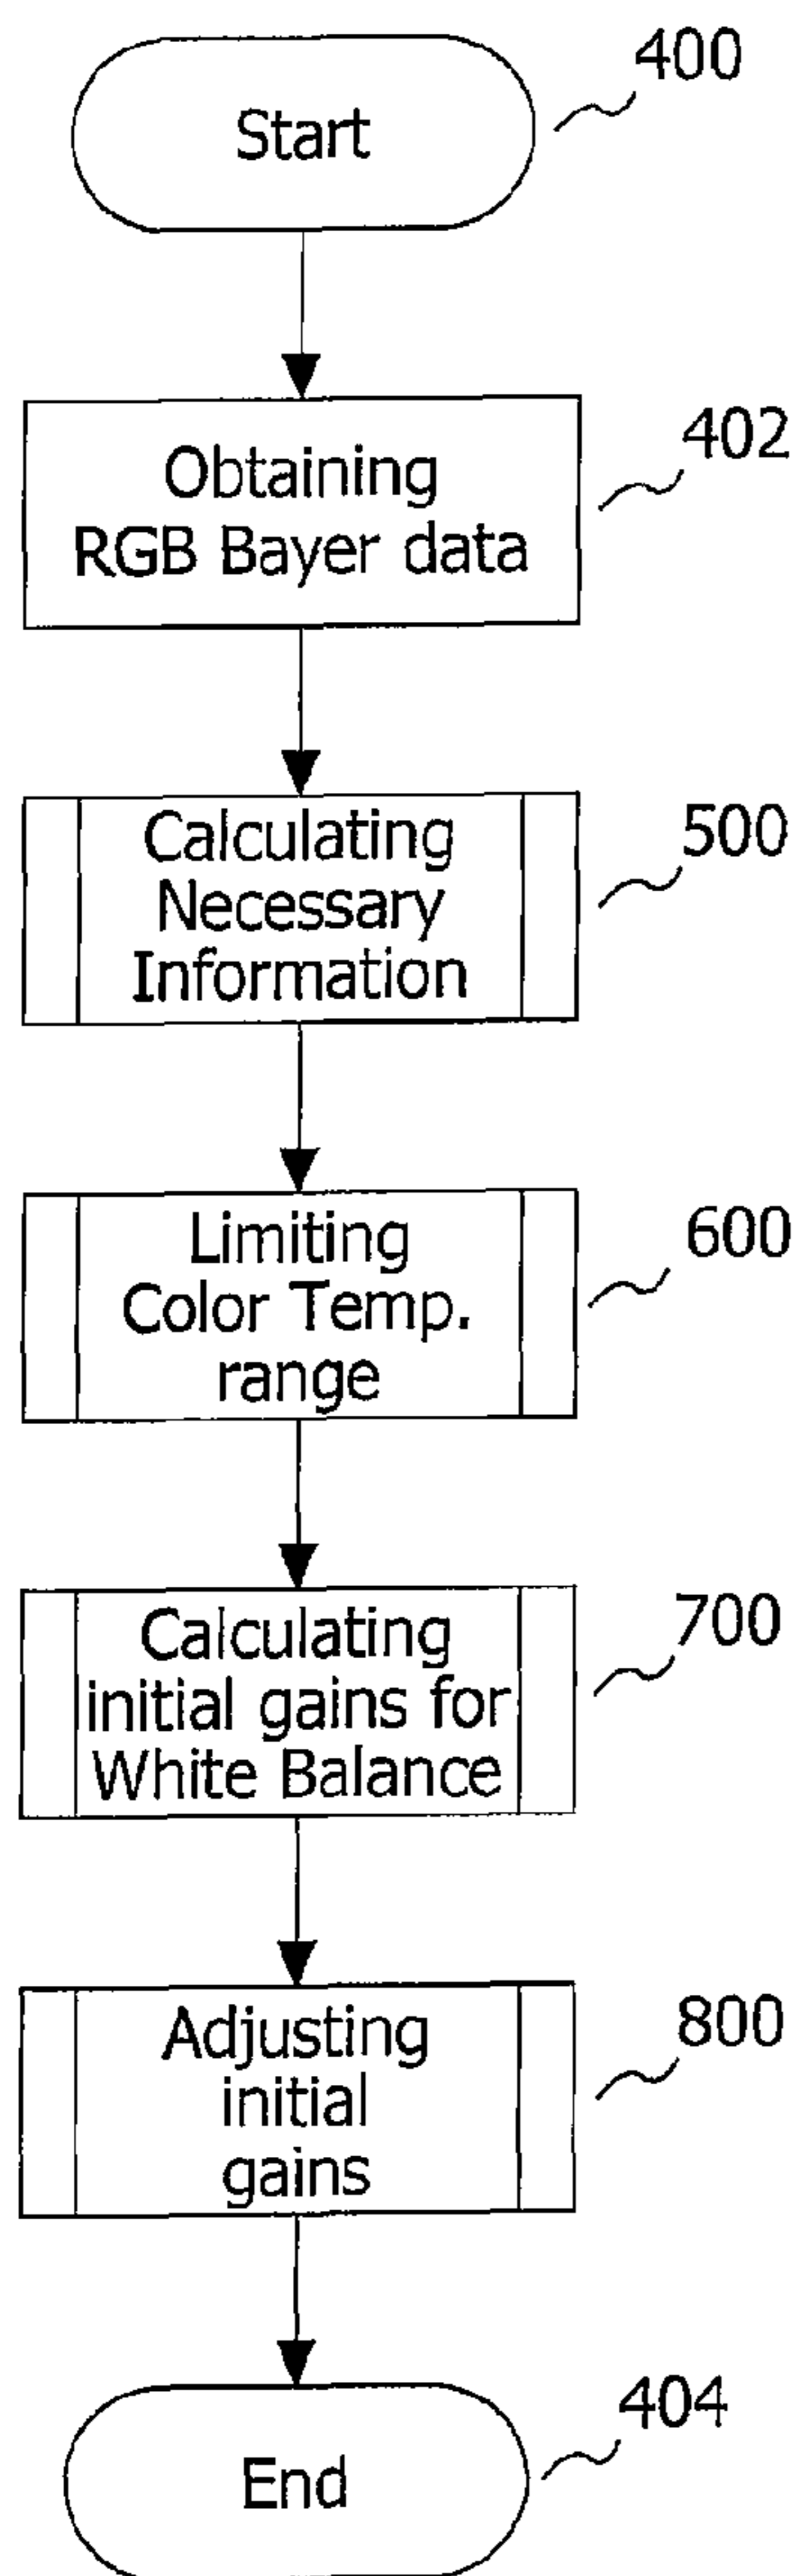 400
Start
402
Obtaining
RGB Bayer data
500
Calculating
Necessary
Information
600
Limiting
Color Temp.
range
700
Calculating
initial gains for
White Balance
800
Adjusting
initial
gains
404
End